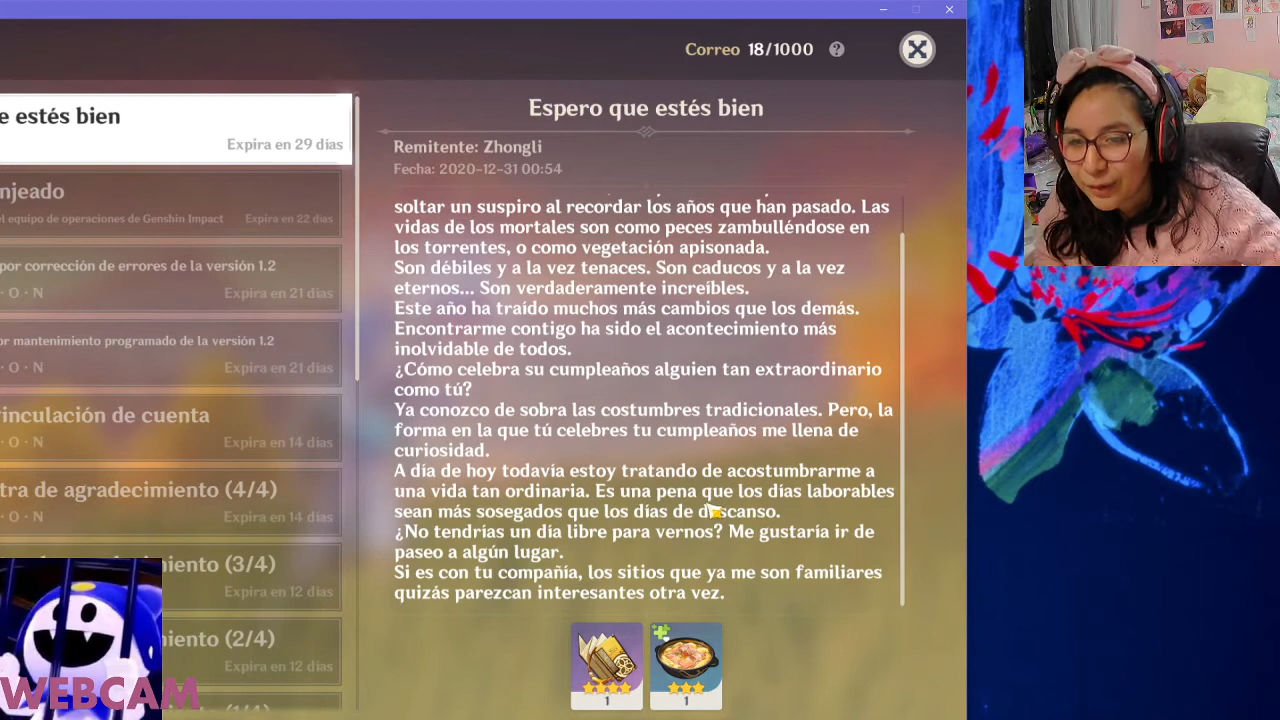 Correo 18/1000
e estés bien
Expira en 29 días
njeado
el equipo de operaciones de Genshin Impact Expira en 22 días
por corrección de errores de la versión 1.2
· O · N Expira en 21 días
or mantenimiento programado de la versión 1.2
· O · N Expira en 21 días
vinculación de cuenta
· O · N Expira en 14 días
tra de agradecimiento (4/4)
· O · N Expira en 14 días
imiento (3/4)
Expira en 12 días
miento (2/4)
Expira en 12 días
WEBCAM
Espero que estés bien
Remitente: Zhongli
Fecha: 2020-12-31 00:54
soltar un suspiro al recordar los años que han pasado. Las
vidas de los mortales son como peces zambulléndose en
los torrentes, o como vegetación apisonada.
Son débiles y a la vez tenaces. Son caducos y a la vez
eternos... Son verdaderamente increíbles.
Este año ha traído muchos más cambios que los demás.
Encontrarme contigo ha sido el acontecimiento más
inolvidable de todos.
¿Cómo celebra su cumpleaños alguien tan extraordinario
como tú?
Ya conozco de sobra las costumbres tradicionales. Pero, la
forma en la que tú celebres tu cumpleaños me llena de
curiosidad.
A día de hoy todavía estoy tratando de acostumbrarme a
una vida tan ordinaria. Es una pena que los días laborables
sean más sosegados que los días de descanso.
¿No tendrías un día libre para vernos? Me gustaría ir de
paseo a algún lugar.
Si es con tu compañía, los sitios que ya me son familiares
quizás parezcan interesantes otra vez.
1
1